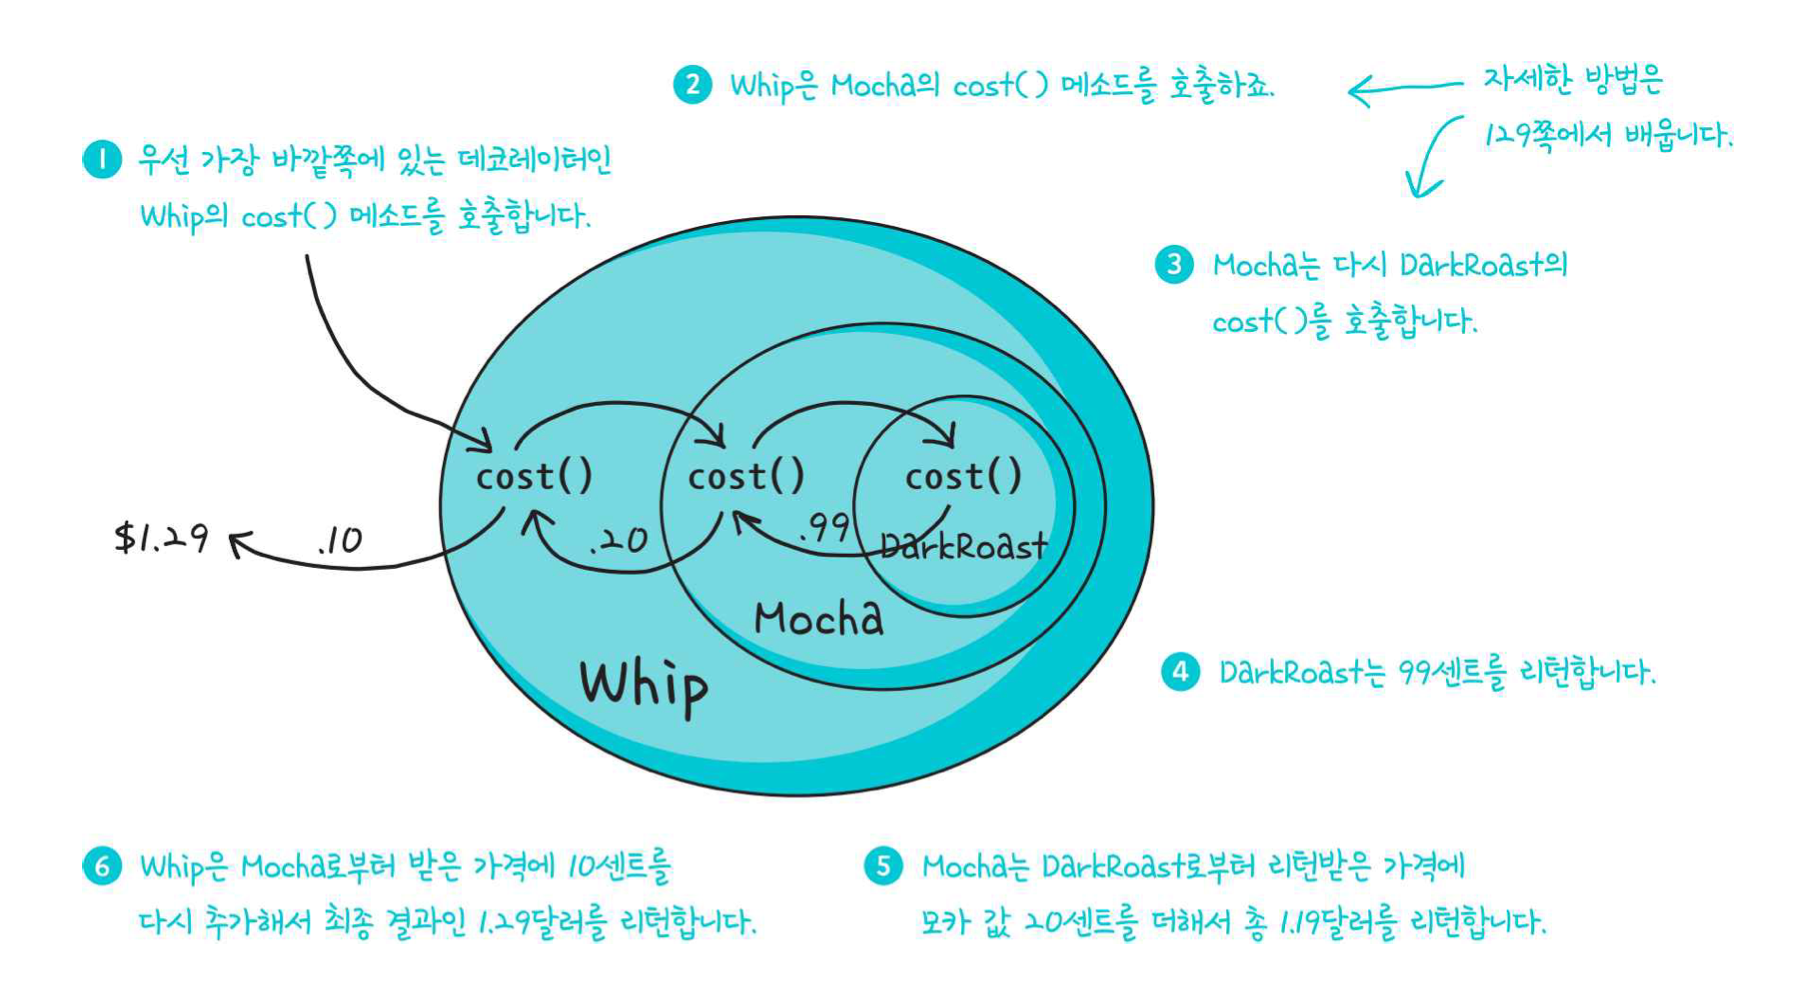 1 우선 가장 바깥쪽에 있는 데코레이터인
Whip의 cost() 메소드를 호출합니다.
2 Whip은 Mocha의 cost() 메소드를 호출하죠.
자세한 방법은
129쪽에서 배웁니다.
3 Mocha는 다시 DarkRoast의
cost()를 호출합니다.
cost() cost() cost()
$1.29 .10 .20 .99 DarkRoast
Mocha
Whip
4 DarkRoast는 99센트를 리턴합니다.
5 Mocha는 DarkRoast로부터 리턴받은 가격에
모카 값 20센트를 더해서 총 1.19달러를 리턴합니다.
6 Whip은 Mocha로부터 받은 가격에 10센트를
다시 추가해서 최종 결과인 1.29달러를 리턴합니다.